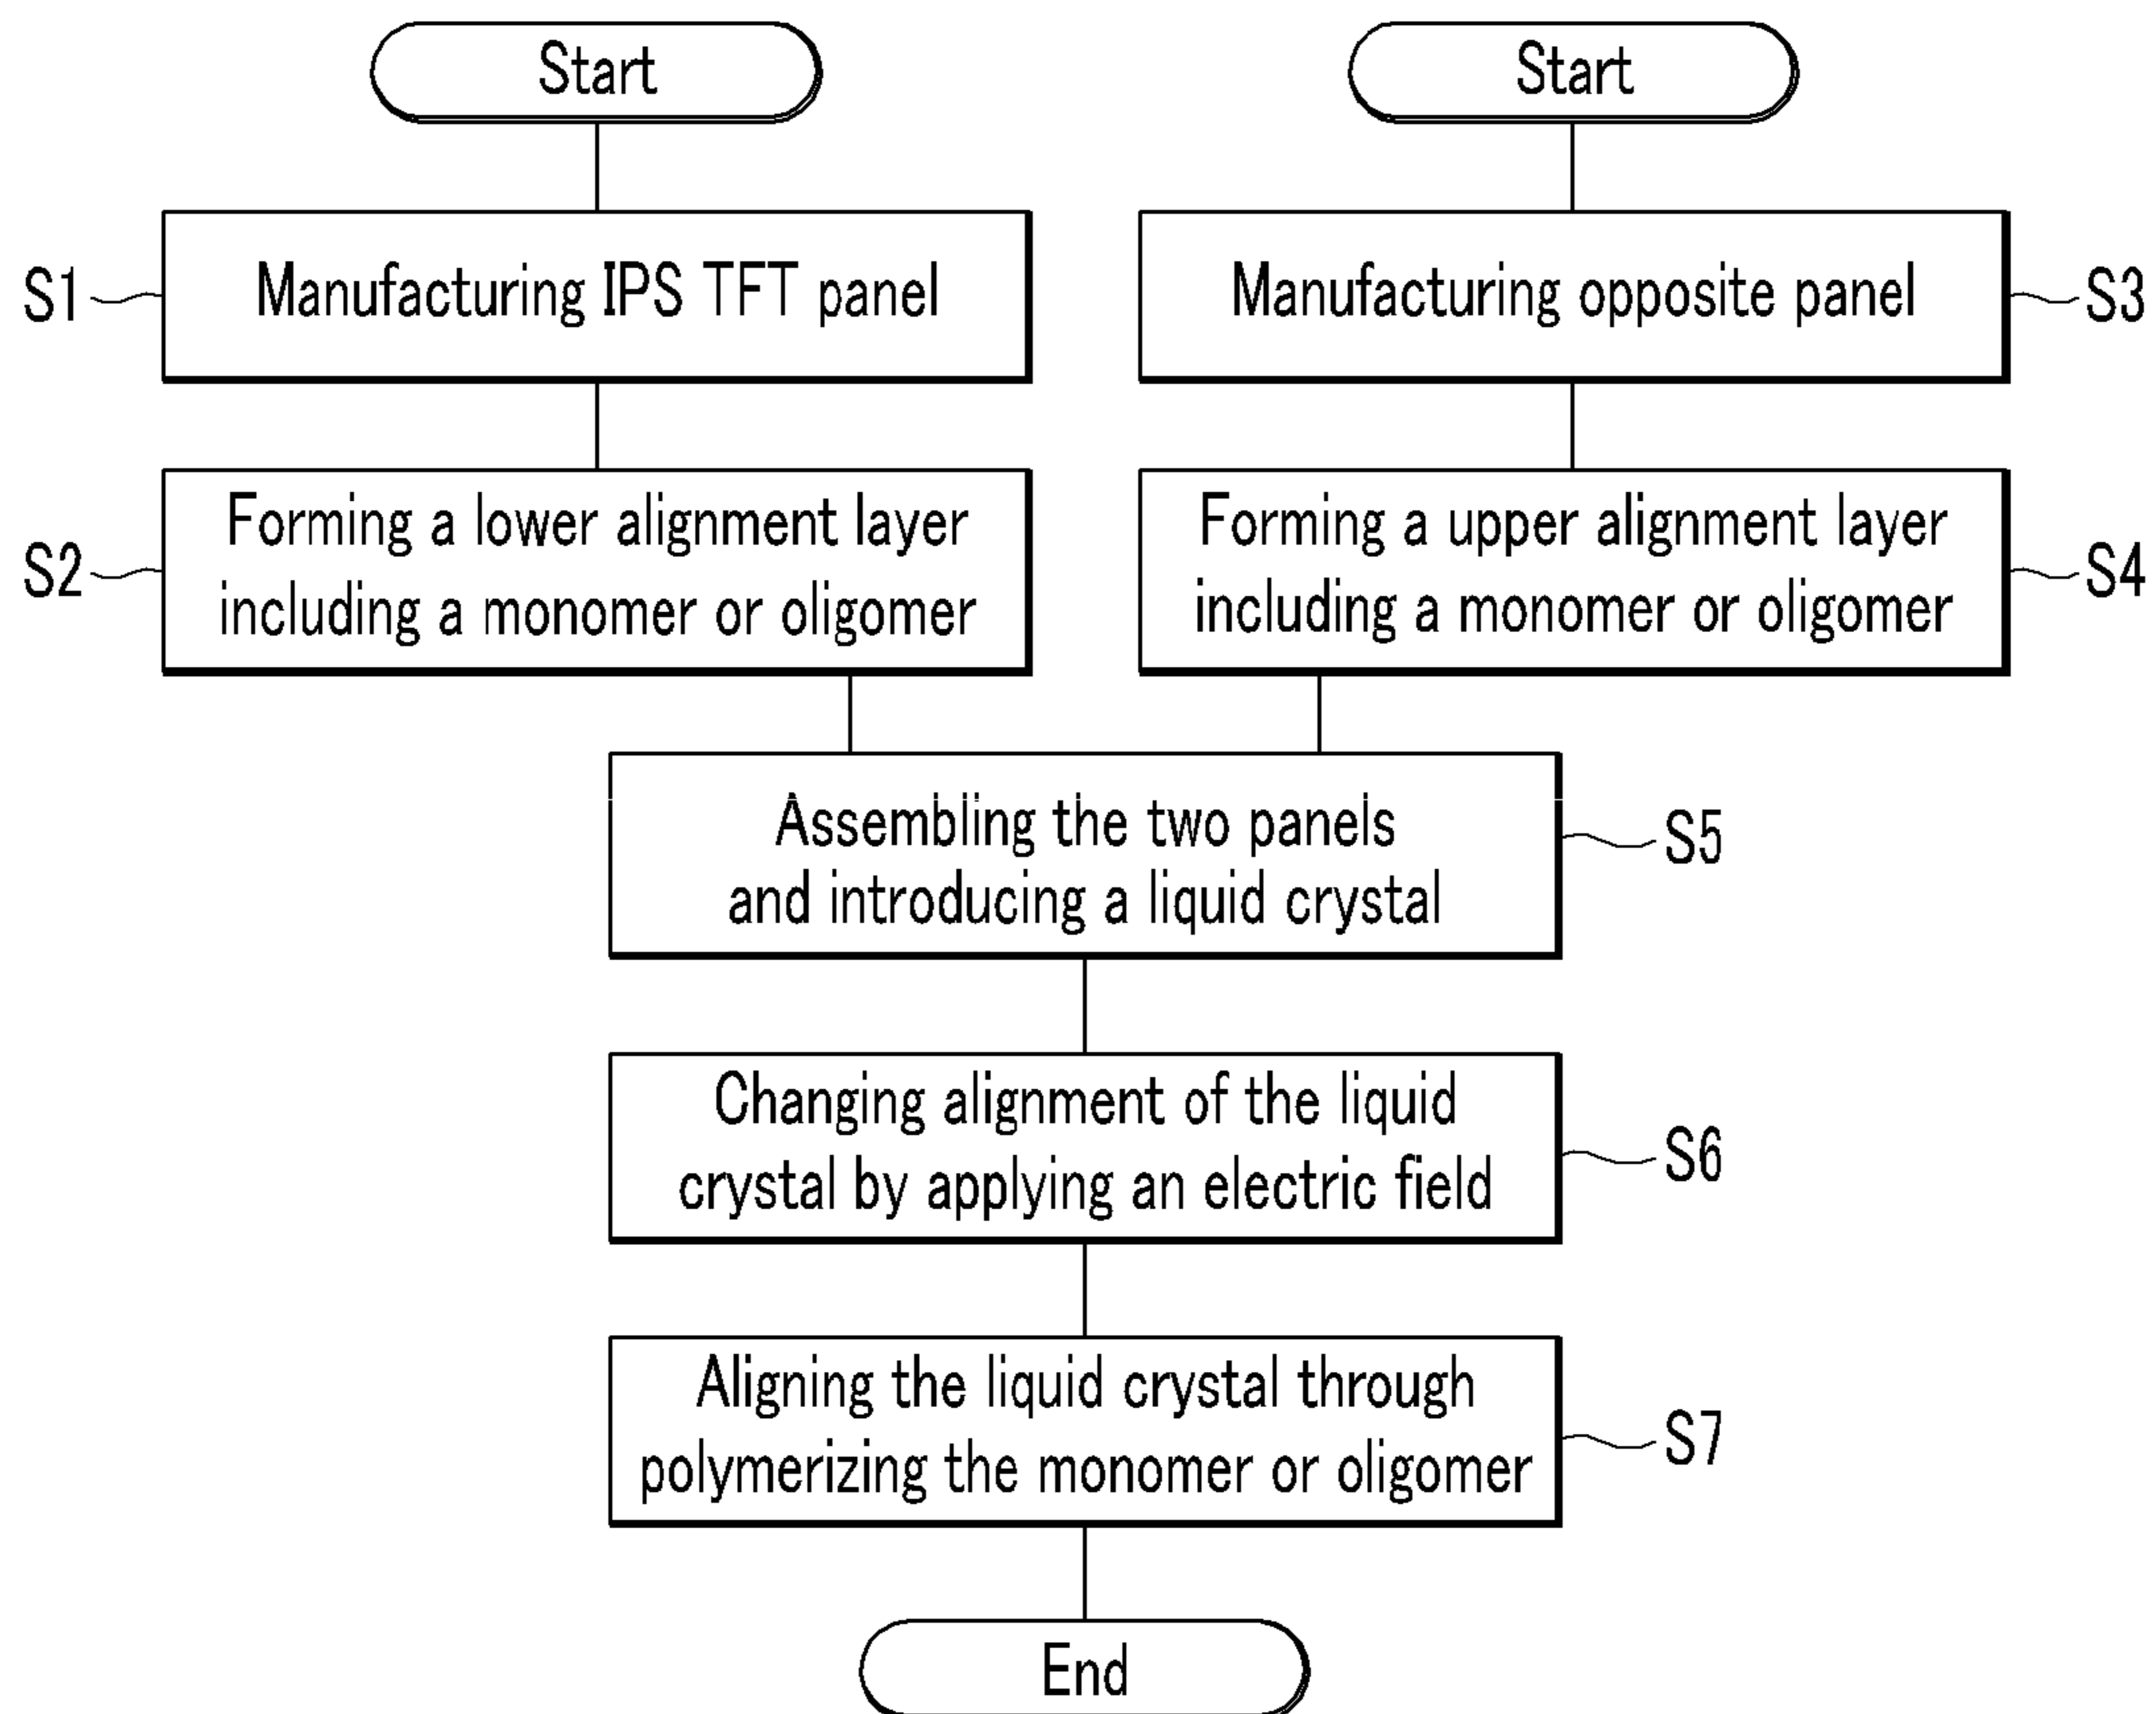 Start
Start
S1
Manufacturing IPS TFT panel
Manufacturing opposite panel
S3
S2
Forming a lower alignment layer
including a monomer or oligomer
Forming a upper alignment layer
including a monomer or oligomer
S4
Assembling the two panels
and introducing a liquid crystal
S5
Changing alignment of the liquid
crystal by applying an electric field
S6
Aligning the liquid crystal through
polymerizing the monomer or oligomer
S7
End